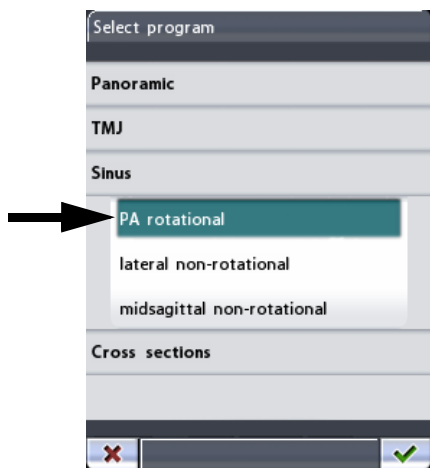 Select program
Panoramic
TMJ
Sinus
PA rotational
lateral non-rotational
midsagittal non-rotational
Cross sections